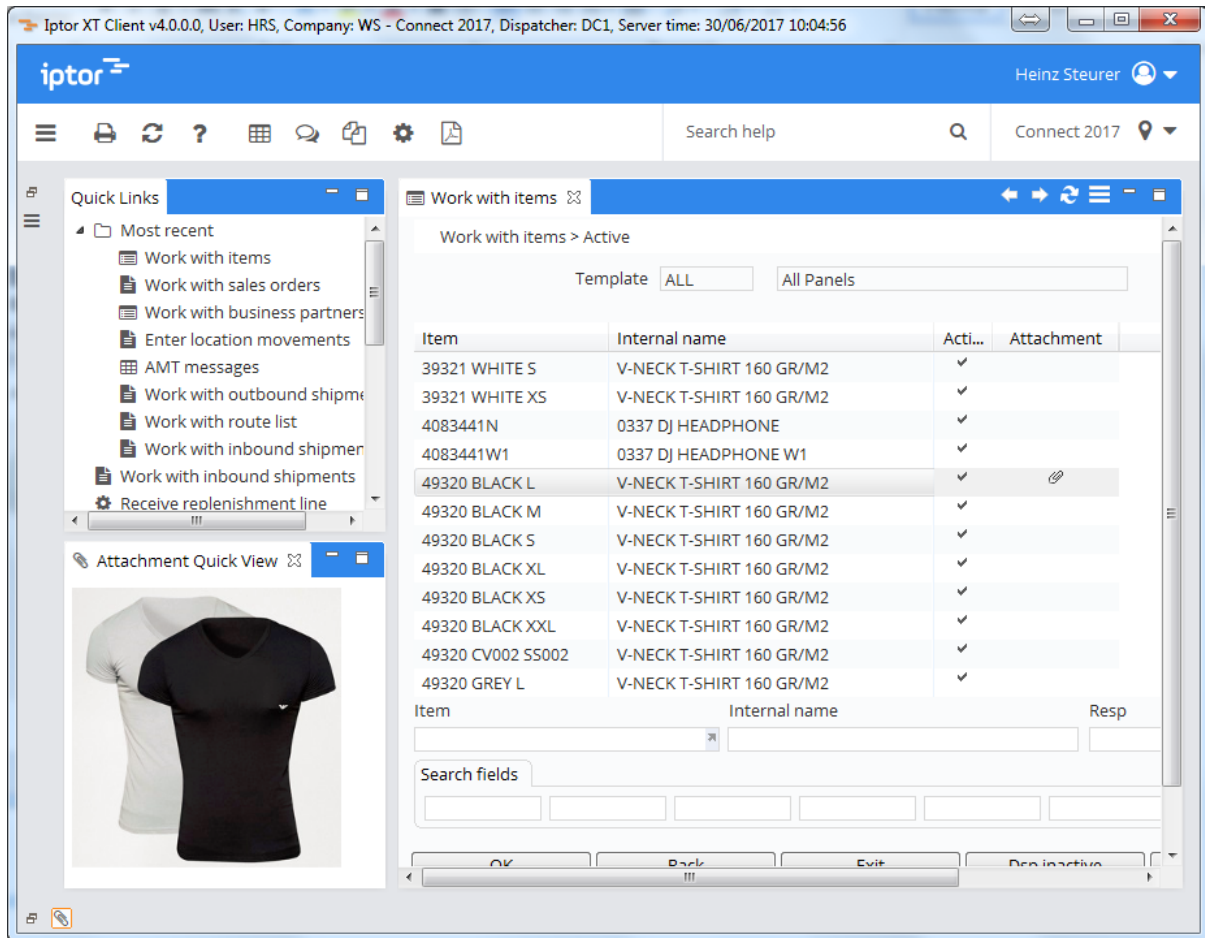 Iptor XT Client v4.0.0.0, User: HRS, Company: WS - Connect 2017, Dispatcher: DC1, Server time: 30/06/2017 10:04:56
iptor
Heinz Steurer
Search help
Connect 2017
Quick Links
Most recent
Work with items
Work with sales orders
Work with business partners
Enter location movements
AMT messages
Work with outbound shipme
Work with route list
Work with inbound shipmen
Work with inbound shipments
Receive replenishment line
Attachment Quick View
Work with items
Work with items > Active
Template ALL All Panels
Item Internal name Acti... Attachment
39321 WHITE S V-NECK T-SHIRT 160 GR/M2
39321 WHITE XS V-NECK T-SHIRT 160 GR/M2
4083441N 0337 DJ HEADPHONE
4083441W1 0337 DJ HEADPHONE W1
49320 BLACK L V-NECK T-SHIRT 160 GR/M2
49320 BLACK M V-NECK T-SHIRT 160 GR/M2
49320 BLACK S V-NECK T-SHIRT 160 GR/M2
49320 BLACK XL V-NECK T-SHIRT 160 GR/M2
49320 BLACK XS V-NECK T-SHIRT 160 GR/M2
49320 BLACK XXL V-NECK T-SHIRT 160 GR/M2
49320 CV002 SS002 V-NECK T-SHIRT 160 GR/M2
49320 GREY L V-NECK T-SHIRT 160 GR/M2
Item Internal name Resp
Search fields
OK Back Exit Dsp inactive